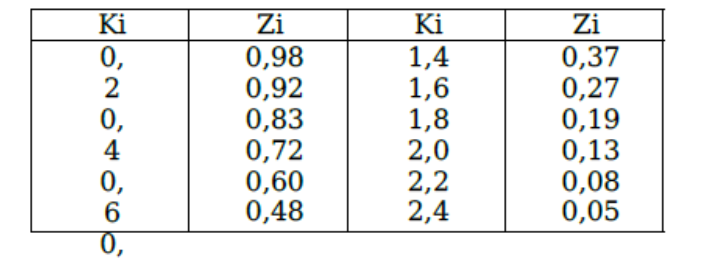 Ki Zi Ki Zi
0, 0,98 1,4 0,37
2 0,92 1,6 0,27
0, 0,83 1,8 0,19
4 0,72 2,0 0,13
0, 0,60 2,2 0,08
6 0,48 2,4 0,05
0,